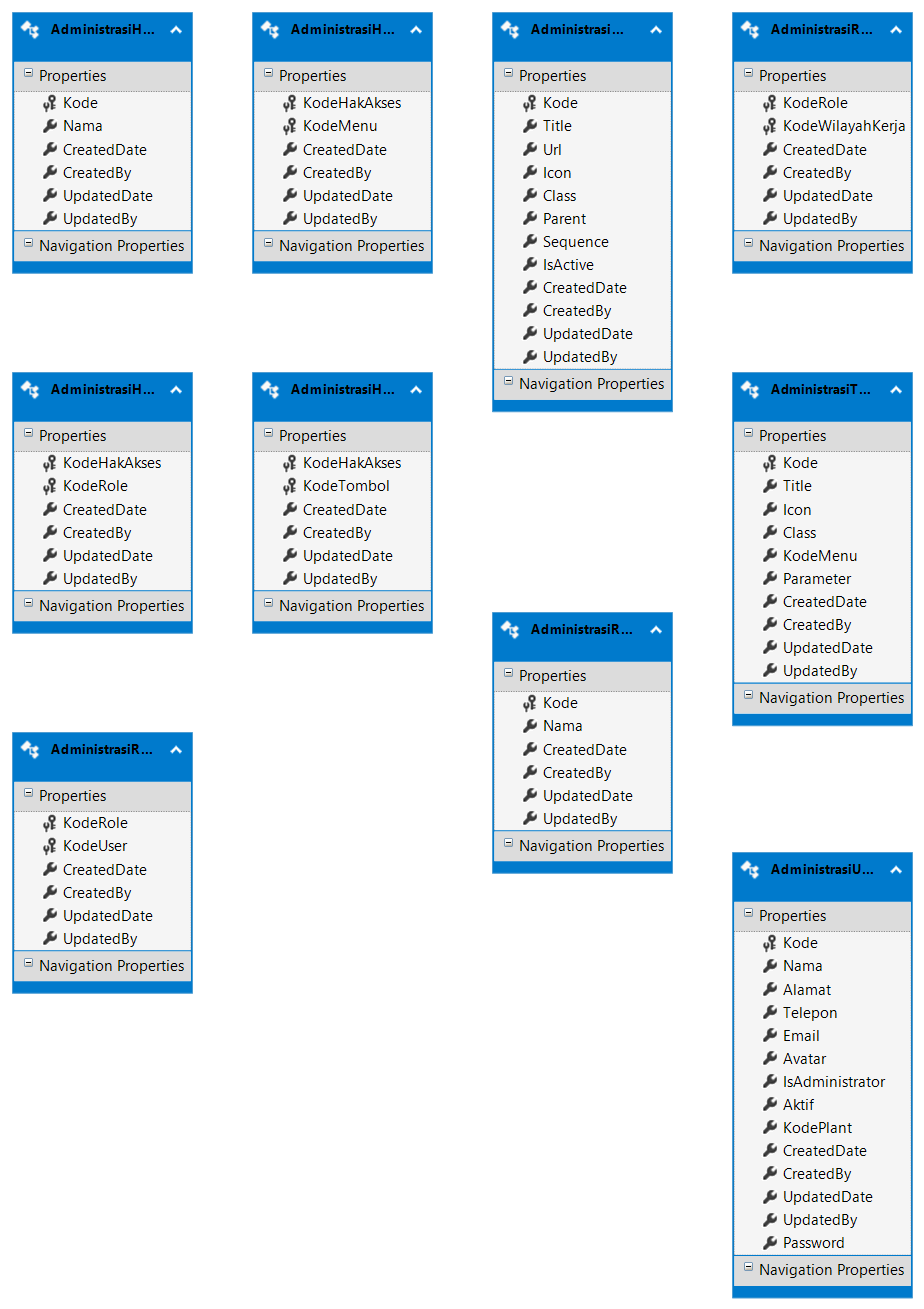 AdministrasiH...
Properties
Kode
Nama
CreatedDate
CreatedBy
UpdatedDate
UpdatedBy
Navigation Properties
AdministrasiH...
Properties
KodeHakAkses
KodeMenu
CreatedDate
CreatedBy
UpdatedDate
UpdatedBy
Navigation Properties
Administrasi...
Properties
Kode
Title
Url
Icon
Class
Parent
Sequence
IsActive
CreatedDate
CreatedBy
UpdatedDate
UpdatedBy
Navigation Properties
AdministrasiR...
Properties
KodeRole
KodeWilayahKerja
CreatedDate
CreatedBy
UpdatedDate
UpdatedBy
Navigation Properties
AdministrasiH...
Properties
KodeHakAkses
KodeRole
CreatedDate
CreatedBy
UpdatedDate
UpdatedBy
Navigation Properties
AdministrasiH...
Properties
KodeHakAkses
KodeTombol
CreatedDate
CreatedBy
UpdatedDate
UpdatedBy
Navigation Properties
AdministrasiT...
Properties
Kode
Title
Icon
Class
KodeMenu
Parameter
CreatedDate
CreatedBy
UpdatedDate
UpdatedBy
Navigation Properties
AdministrasiR...
Properties
Kode
Nama
CreatedDate
CreatedBy
UpdatedDate
UpdatedBy
Navigation Properties
AdministrasiR...
Properties
KodeRole
KodeUser
CreatedDate
CreatedBy
UpdatedDate
UpdatedBy
Navigation Properties
AdministrasiU...
Properties
Kode
Nama
Alamat
Telepon
Email
Avatar
IsAdministrator
Aktif
KodePlant
CreatedDate
CreatedBy
UpdatedDate
UpdatedBy
Password
Navigation Properties